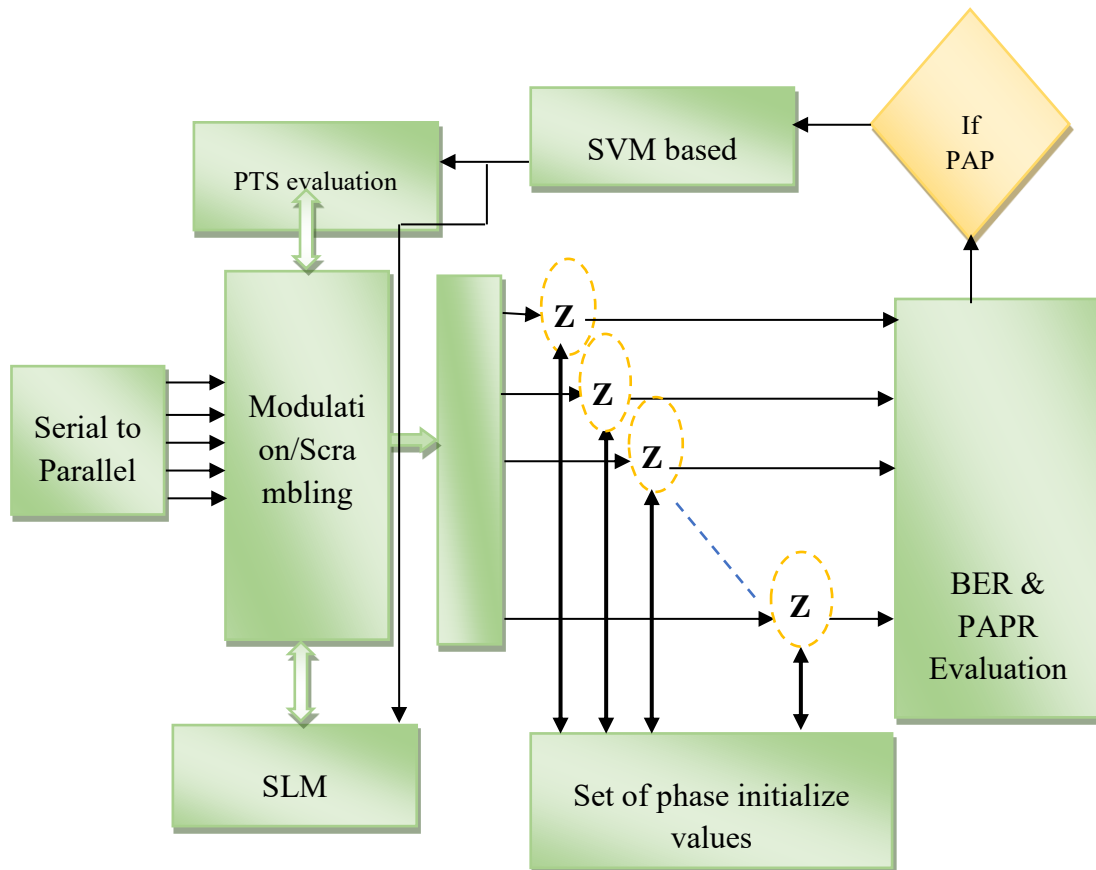 If
PAP
SVM based
PTS evaluation
Z
Z
Z
Z
Serial to
Parallel
Modulati
on/Scra
mbling
BER &
PAPR
Evaluation
SLM
Set of phase initialize
values